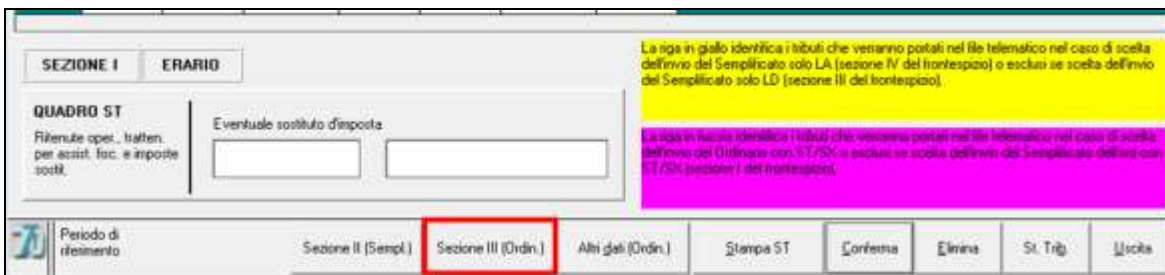 La riga in giallo identifica i tributi che verranno portati nel file telematico nel caso di scelta
dell'invio del Semplificato solo LA (sezione IV del frontespizio) o esclusi se scelta dell'invio
del Semplificato solo LD (sezione III del frontespizio).
SEZIONE I ERARIO
QUADRO ST
Ritenute oper., tratten.
per assist. fisc. e imposte
sostit.
Eventuale sostituto d'imposta
La riga in fucsia identifica i tributi che verranno portati nel file telematico nel caso di scelta
dell'invio del Ordinario con ST/SX o esclusi se scelta dell'invio del Semplificato dell'ord con
ST/SX (sezione I del frontespizio).
Periodo di
riferimento
Sezione II (Sempl.) Sezione III (Ordin.) Altri dati (Ordin.) Stampa ST Conferma Elimina St. Trib. Uscita